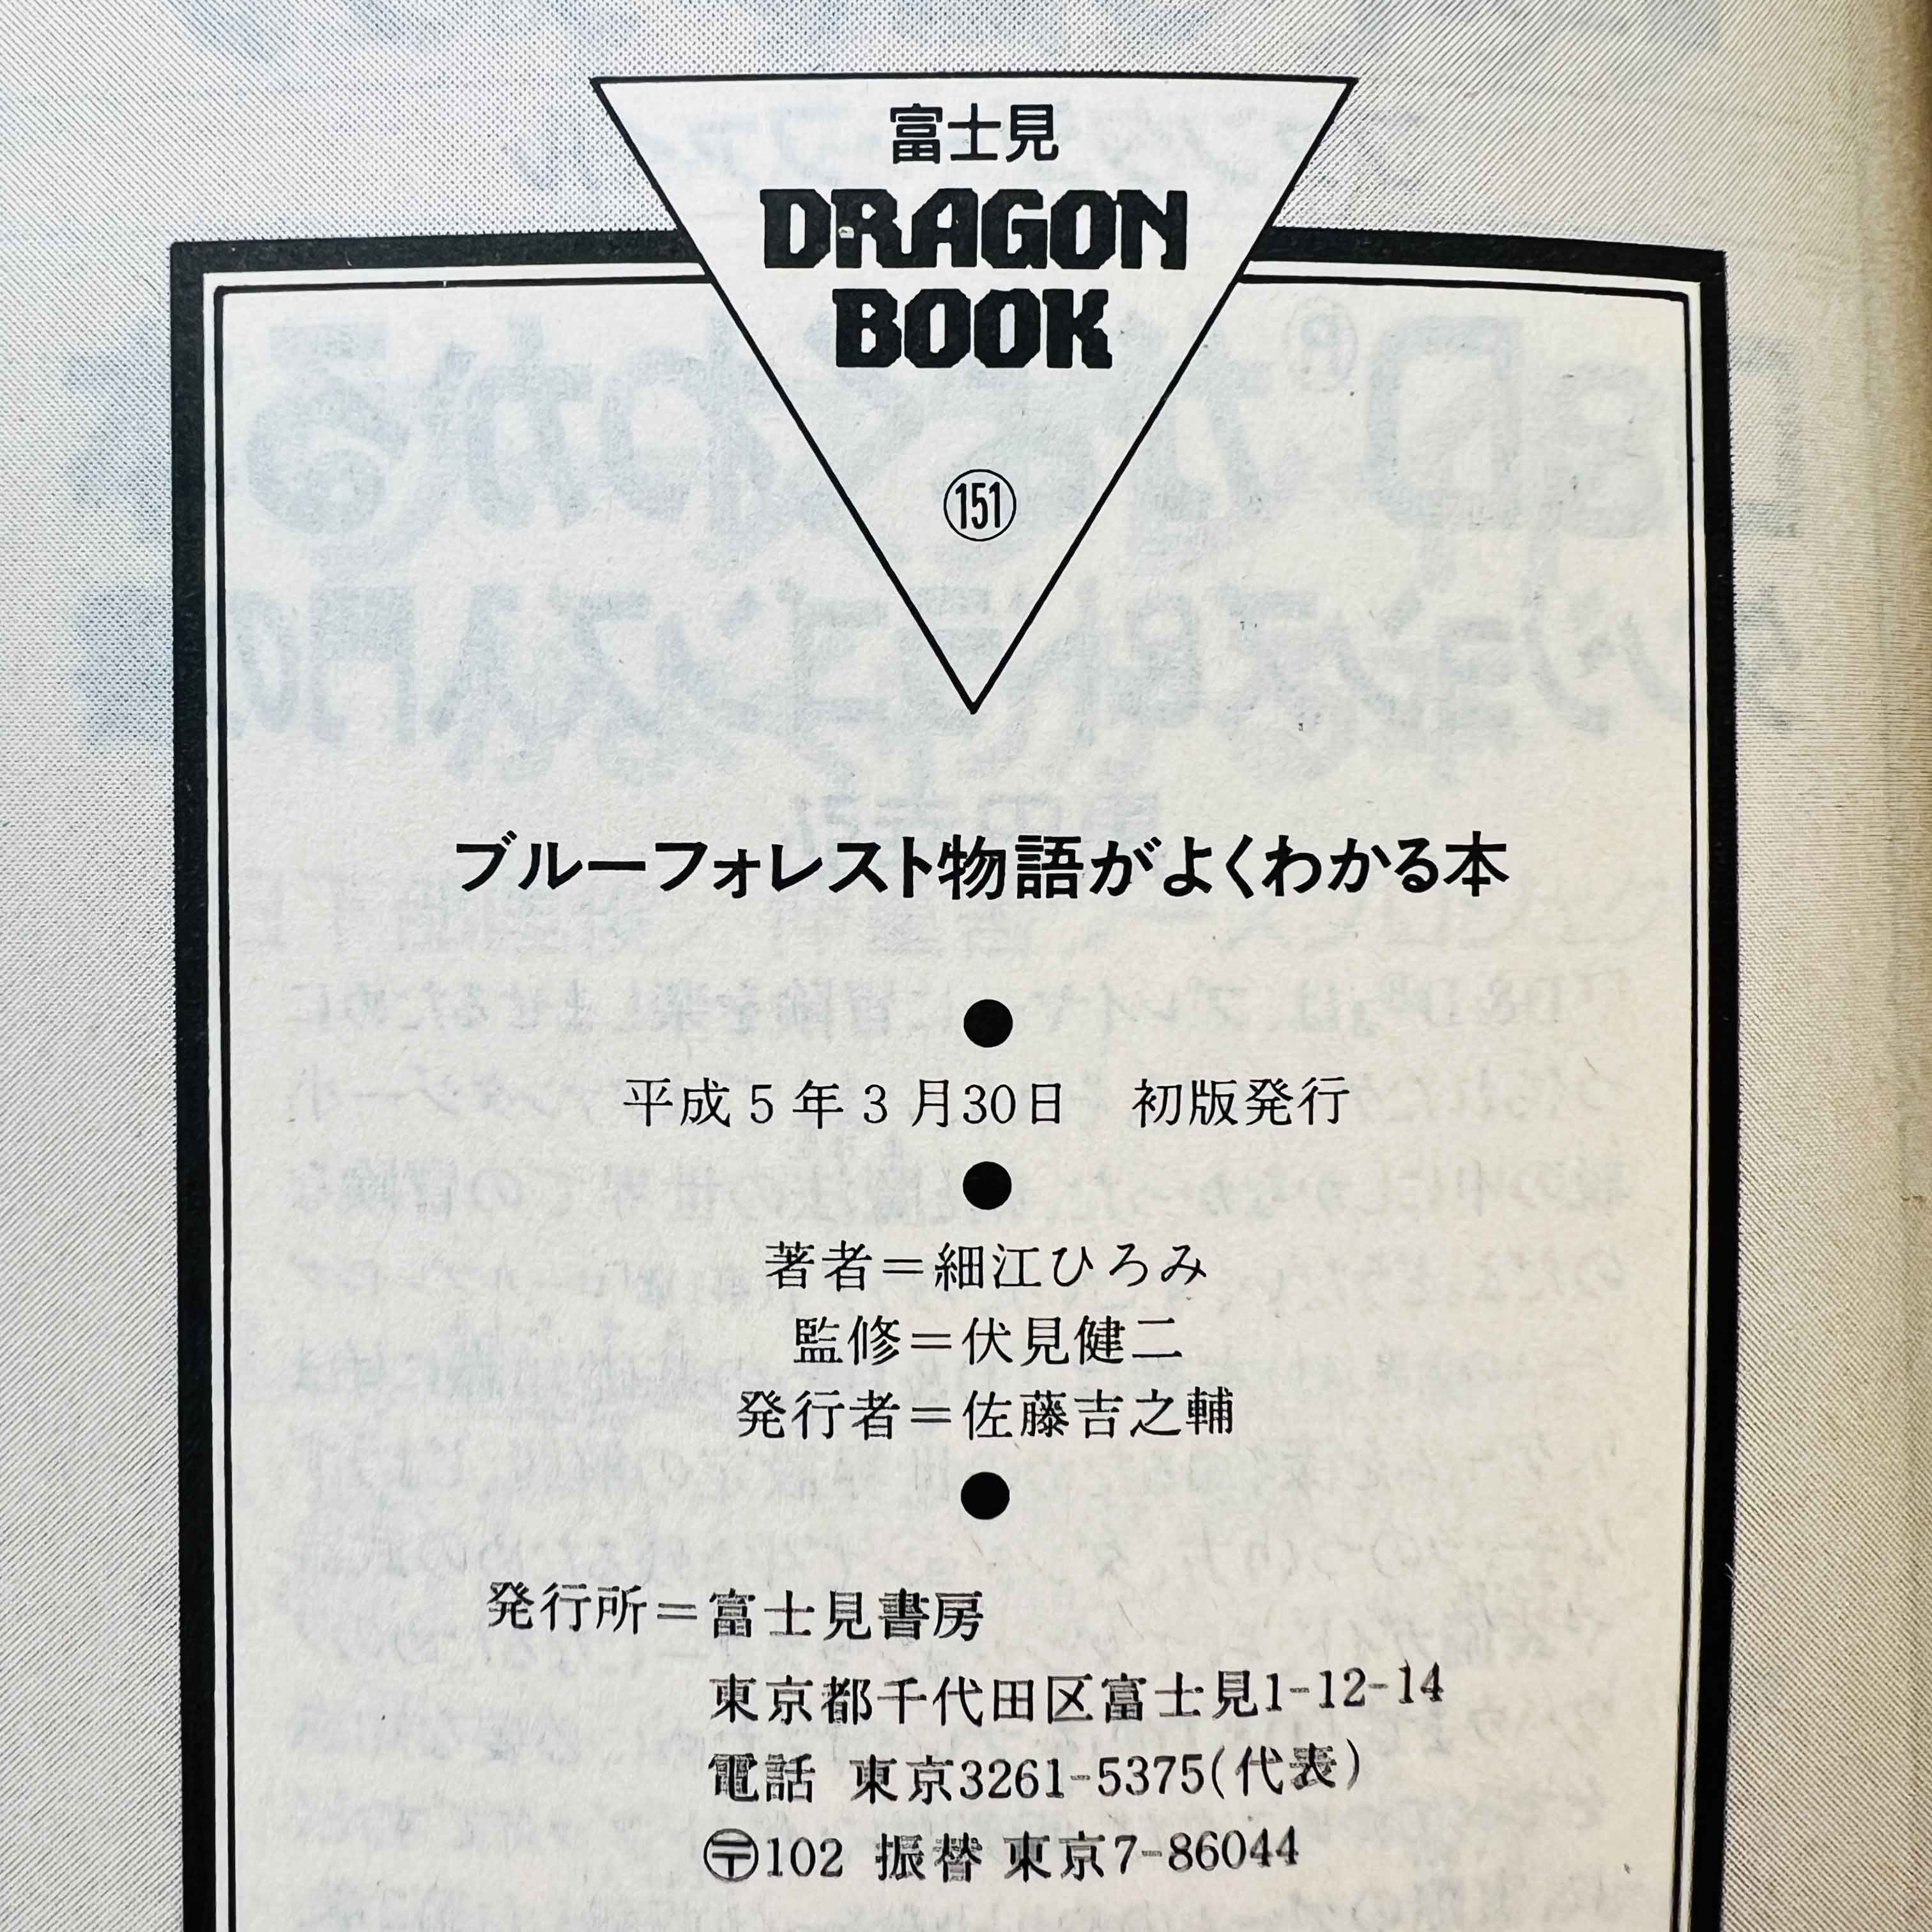 富士見
DRAGON
BOOK
151
ブルーフォレスト物語がよくわかる本
●
平成5年3月30日　初版発行
●
著者＝細江ひろみ
監修＝伏見健二
発行者＝佐藤吉之輔
●
発行所＝富士見書房
東京都千代田区富士見1-12-14
電話 東京3261-5375(代表)
〒102 振替 東京7-86044